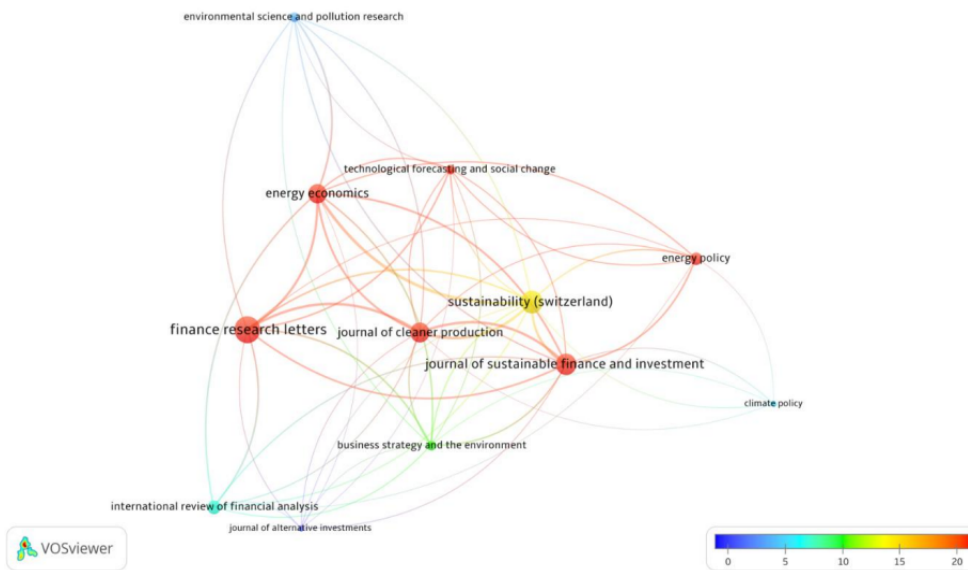 environmental science and pollution research
technological forecasting and social change
energy economics
energy policy
sustainability (switzerland)
finance research letters
journal of cleaner production
journal of sustainable finance and investment
climate policy
business strategy and the environment
international review of financial analysis
journal of alternative investments
VOSviewer
0 5 10 15 20